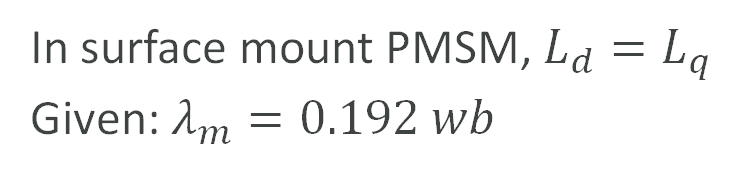 In surface mount PMSM, L_d = L_q
Given: λ_m = 0.192 wb